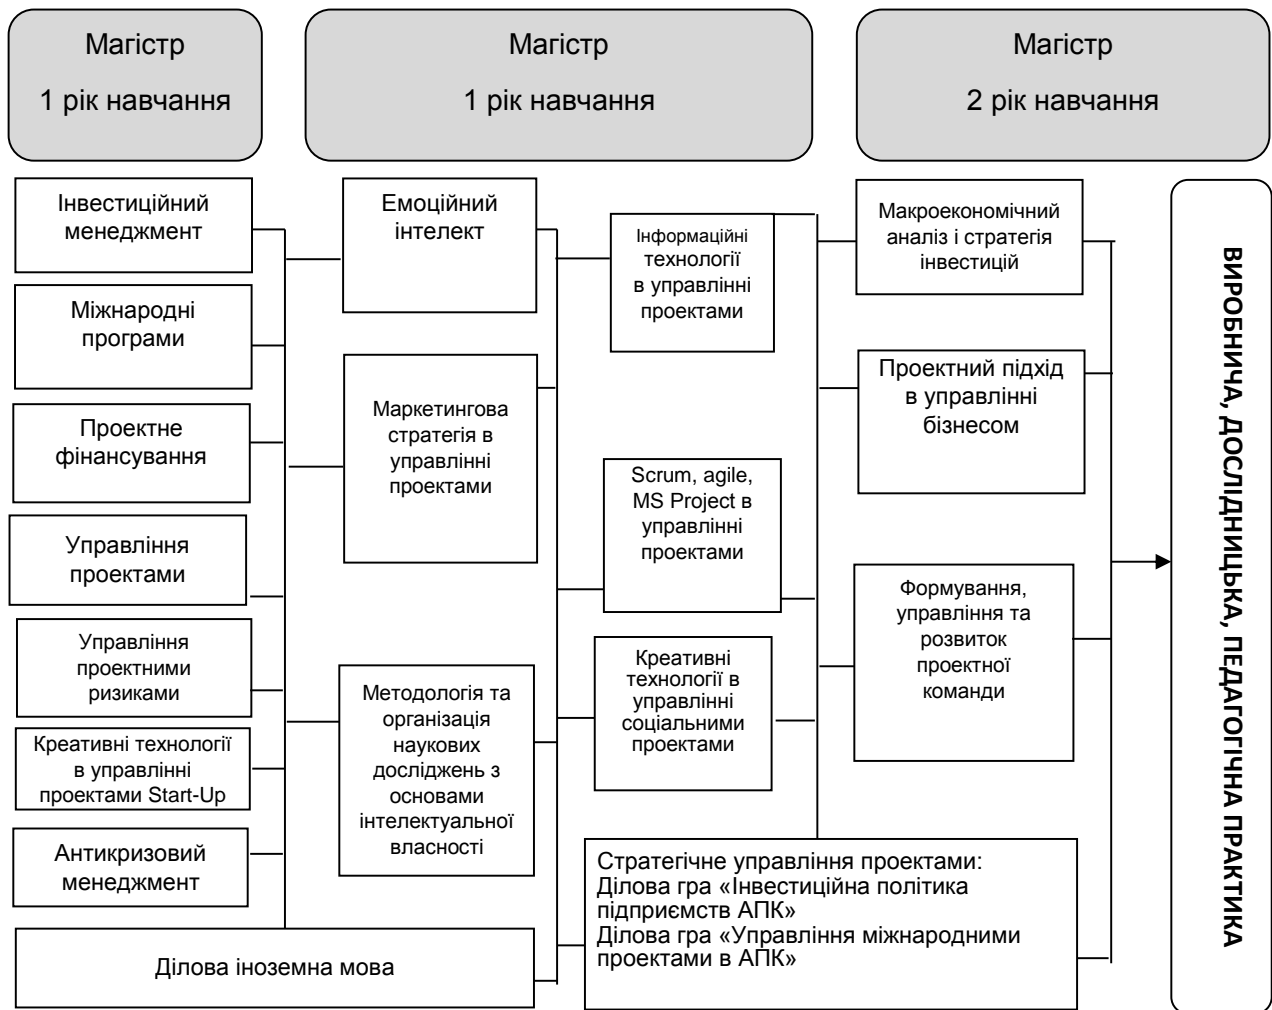 Магістр
1 рік навчання
Магістр
1 рік навчання
Магістр
2 рік навчання
Інвестиційний
менеджмент
Міжнародні
програми
Проектне
фінансування
Управління
проектами
Управління
проектними
ризиками
Креативні технології
в управлінні
проектами Start-Up
Антикризовий
менеджмент
Ділова іноземна мова
Емоційний
інтелект
Маркетингова
стратегія в
управлінні
проектами
Методологія та
організація
наукових
досліджень з
основами
інтелектуальної
власності
Інформаційні
технології
в управлінні
проектами
Scrum, agile,
MS Project в
управлінні
проектами
Креативні
технології в
управлінні
соціальними
проектами
Стратегічне управління проектами:
Ділова гра «Інвестиційна політика
підприємств АПК»
Ділова гра «Управління міжнародними
проектами в АПК»
Макроекономічний
аналіз і стратегія
інвестицій
Проектний підхід
в управлінні
бізнесом
Формування,
управління та
розвиток
проектної
команди
ВИРОБНИЧА, ДОСЛІДНИЦЬКА, ПЕДАГОГІЧНА ПРАКТИКА